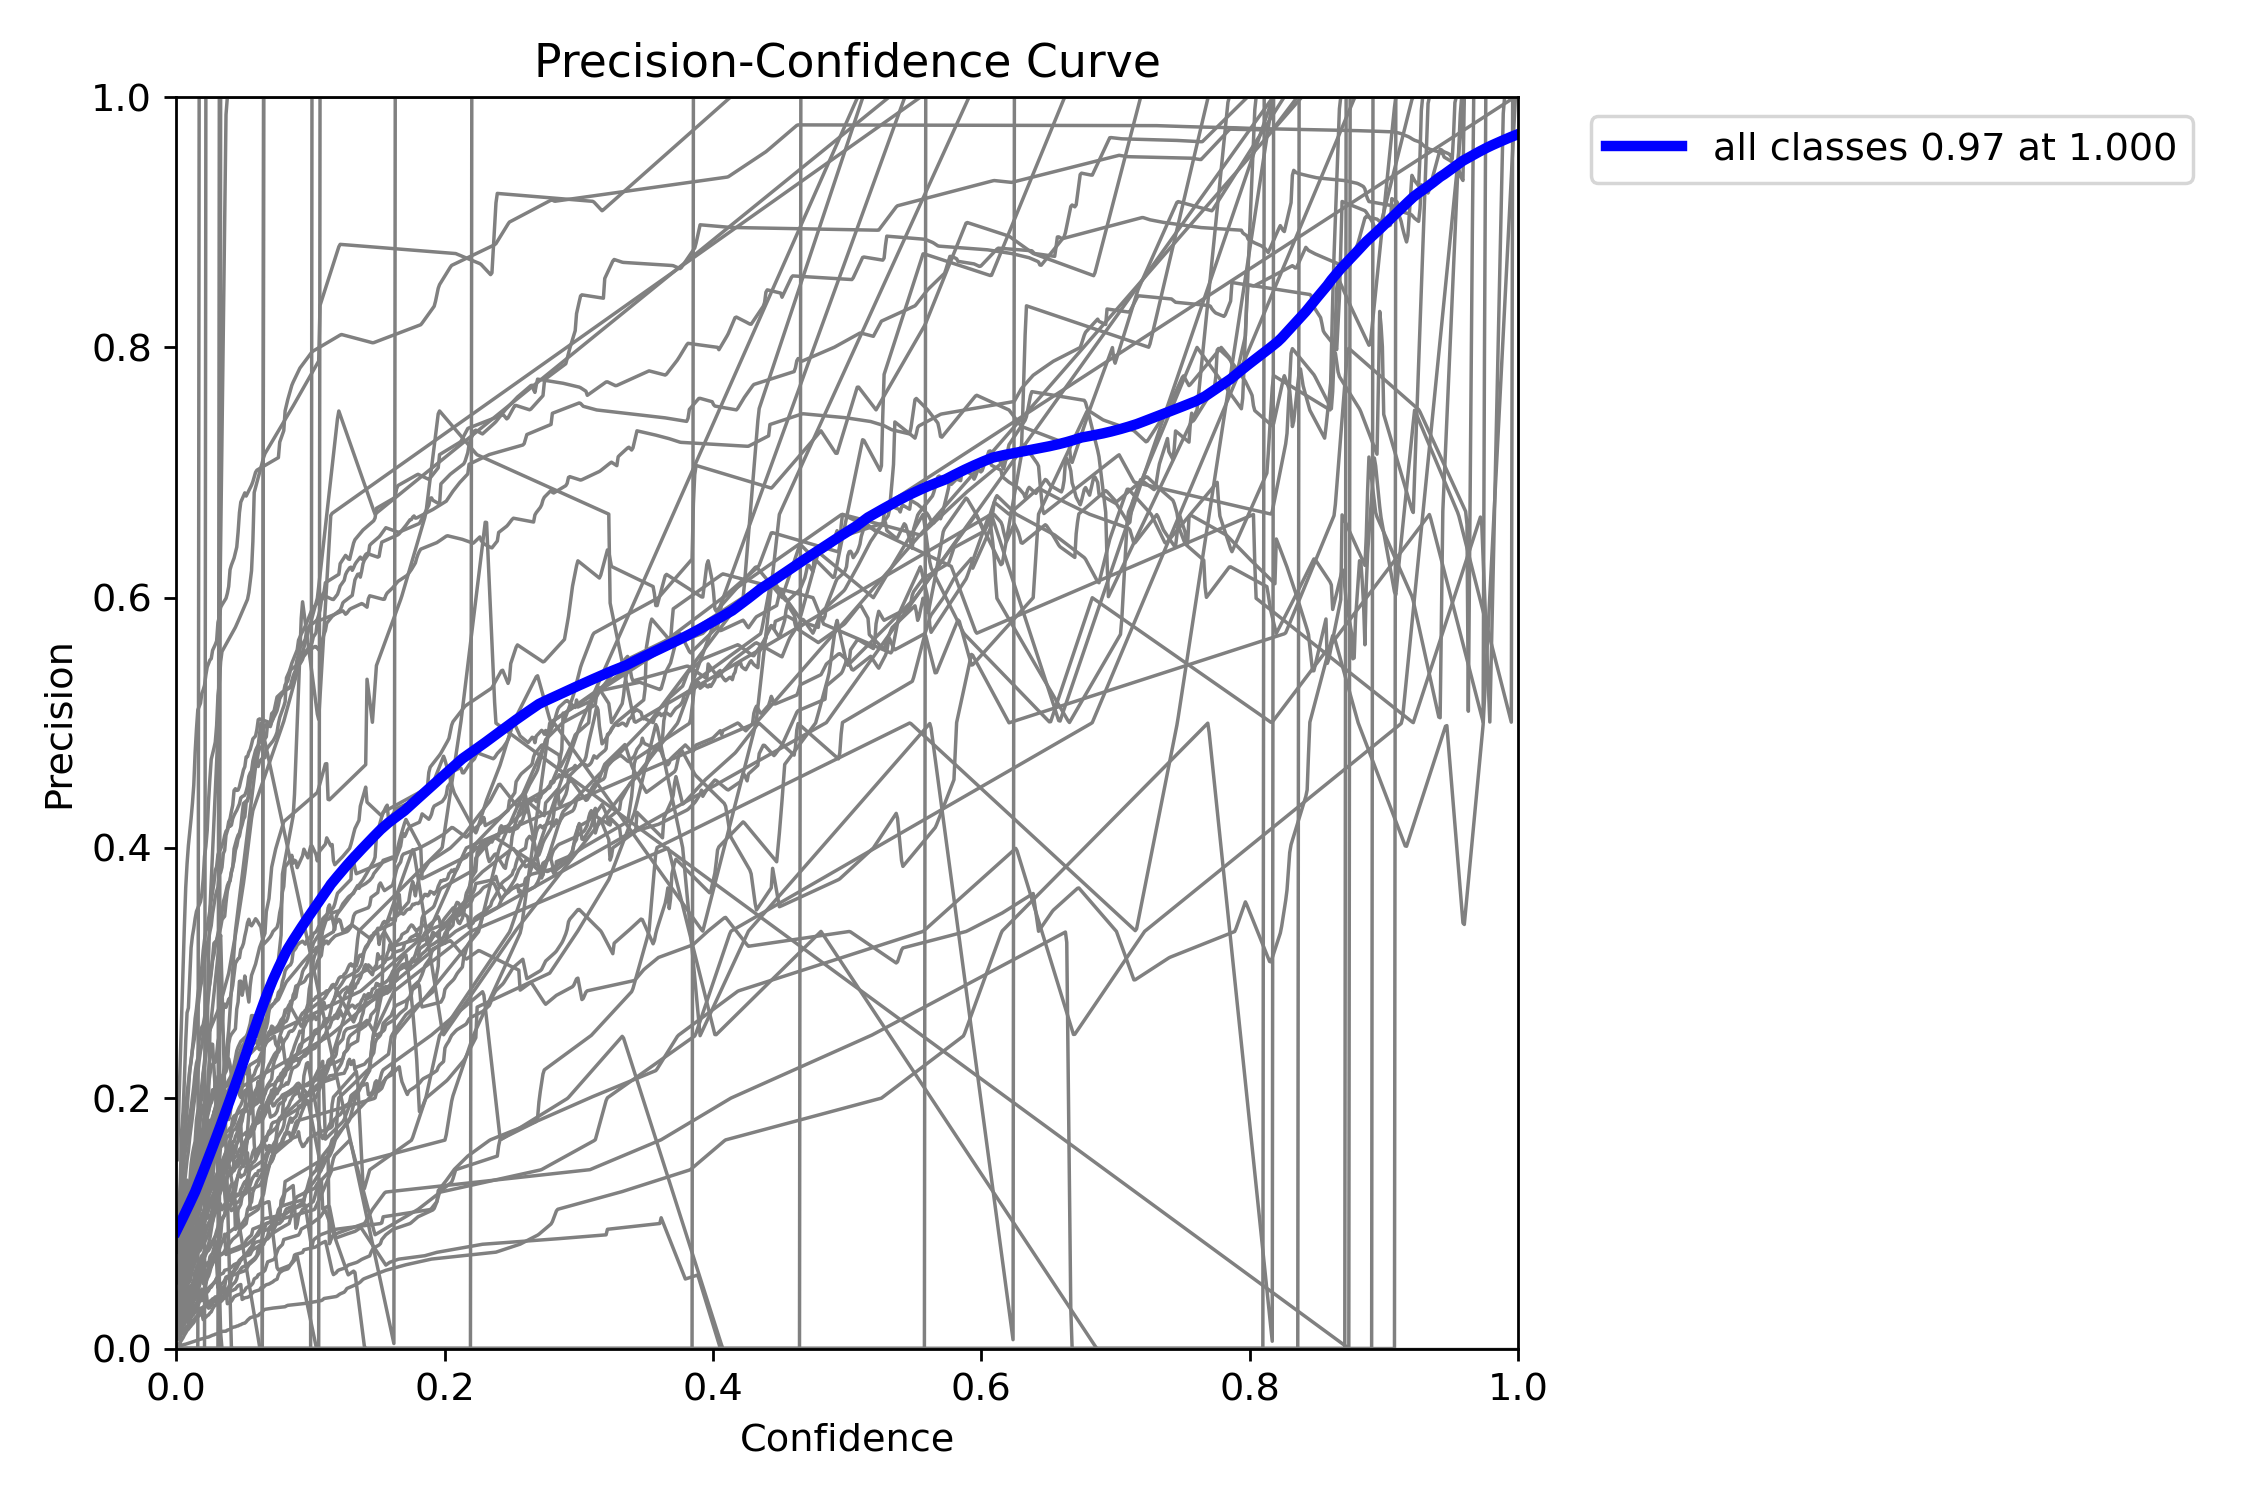 Precision-Confidence Curve
all classes 0.97 at 1.000
Precision
1.0
0.8
0.6
0.4
0.2
0.0
0.0 0.2 0.4 0.6 0.8 1.0
Confidence